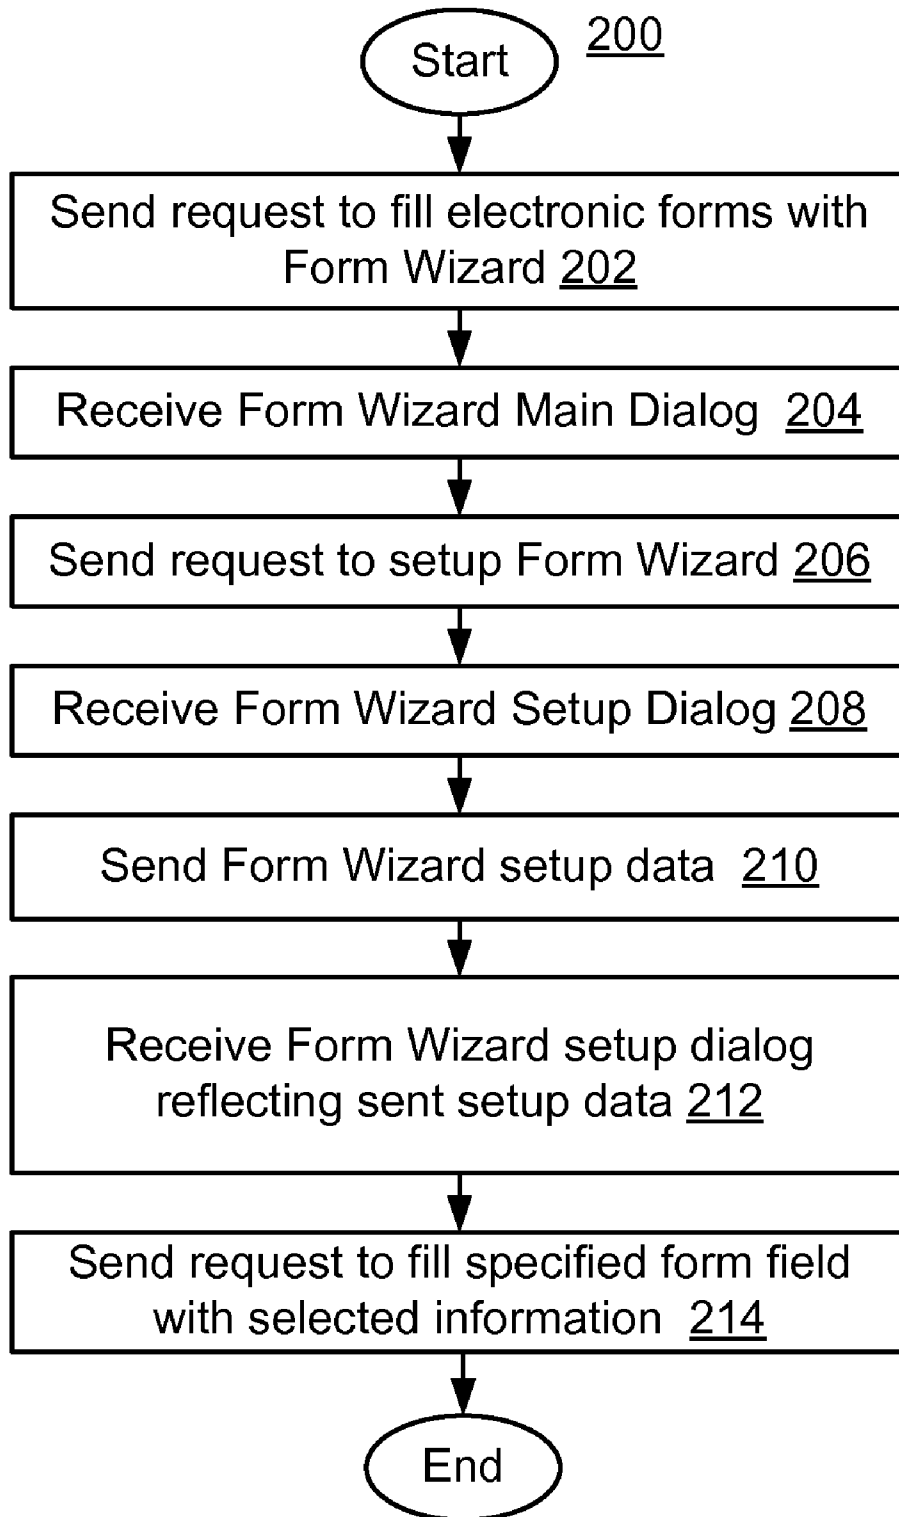 Start
200
Send request to fill electronic forms with
Form Wizard 202
Receive Form Wizard Main Dialog 204
Send request to setup Form Wizard 206
Receive Form Wizard Setup Dialog 208
Send Form Wizard setup data 210
Receive Form Wizard setup dialog
reflecting sent setup data 212
Send request to fill specified form field
with selected information 214
End